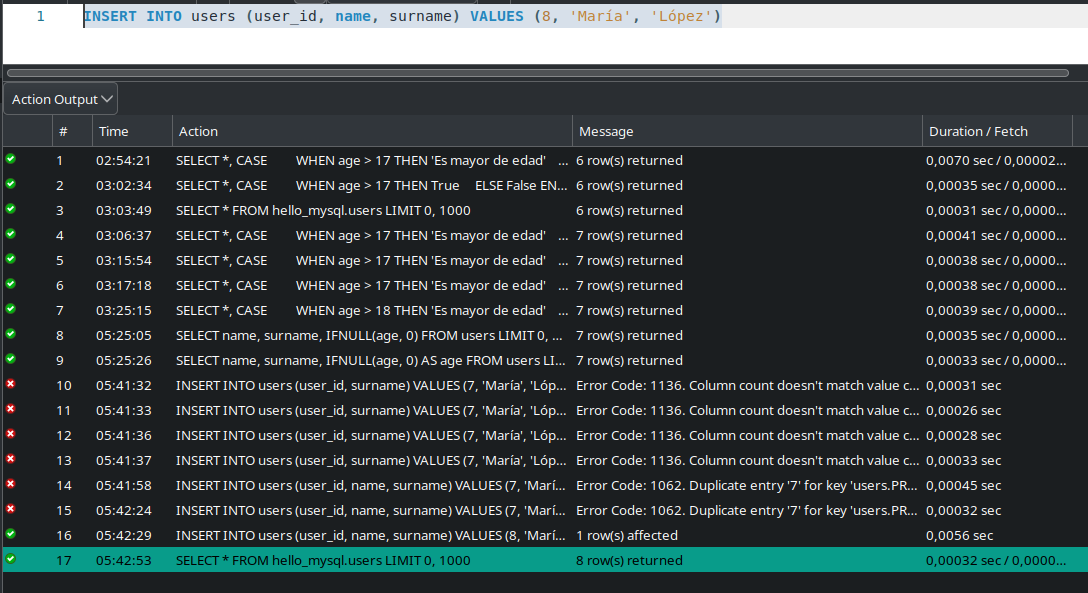 1 INSERT INTO users (user_id, name, surname) VALUES (8, 'María', 'López')
Action Output
# Time Action Message Duration / Fetch
1 02:54:21 SELECT *, CASE WHEN age > 17 THEN 'Es mayor de edad' ... 6 row(s) returned 0,0070 sec / 0,00002...
2 03:02:34 SELECT *, CASE WHEN age > 17 THEN True ELSE False EN... 6 row(s) returned 0,00035 sec / 0,0000...
3 03:03:49 SELECT * FROM hello_mysql.users LIMIT 0, 1000 6 row(s) returned 0,00031 sec / 0,0000...
4 03:06:37 SELECT *, CASE WHEN age > 17 THEN 'Es mayor de edad' ... 7 row(s) returned 0,00041 sec / 0,0000...
5 03:15:54 SELECT *, CASE WHEN age > 17 THEN 'Es mayor de edad' ... 7 row(s) returned 0,00038 sec / 0,0000...
6 03:17:18 SELECT *, CASE WHEN age > 17 THEN 'Es mayor de edad' ... 7 row(s) returned 0,00038 sec / 0,0000...
7 03:25:15 SELECT *, CASE WHEN age > 18 THEN 'Es mayor de edad' ... 7 row(s) returned 0,00039 sec / 0,0000...
8 05:25:05 SELECT name, surname, IFNULL(age, 0) FROM users LIMIT 0, ... 7 row(s) returned 0,00035 sec / 0,0000...
9 05:25:26 SELECT name, surname, IFNULL(age, 0) AS age FROM users LI... 7 row(s) returned 0,00033 sec / 0,0000...
10 05:41:32 INSERT INTO users (user_id, surname) VALUES (7, 'María', 'Lóp... Error Code: 1136. Column count doesn't match value c... 0,00031 sec
11 05:41:33 INSERT INTO users (user_id, surname) VALUES (7, 'María', 'Lóp... Error Code: 1136. Column count doesn't match value c... 0,00026 sec
12 05:41:36 INSERT INTO users (user_id, surname) VALUES (7, 'María', 'Lóp... Error Code: 1136. Column count doesn't match value c... 0,00028 sec
13 05:41:37 INSERT INTO users (user_id, surname) VALUES (7, 'María', 'Lóp... Error Code: 1136. Column count doesn't match value c... 0,00033 sec
14 05:41:58 INSERT INTO users (user_id, name, surname) VALUES (7, 'Marí... Error Code: 1062. Duplicate entry '7' for key 'users.PR... 0,00045 sec
15 05:42:24 INSERT INTO users (user_id, name, surname) VALUES (7, 'Marí... Error Code: 1062. Duplicate entry '7' for key 'users.PR... 0,00032 sec
16 05:42:29 INSERT INTO users (user_id, name, surname) VALUES (8, 'Marí... 1 row(s) affected 0,0056 sec
17 05:42:53 SELECT * FROM hello_mysql.users LIMIT 0, 1000 8 row(s) returned 0,00032 sec / 0,0000...